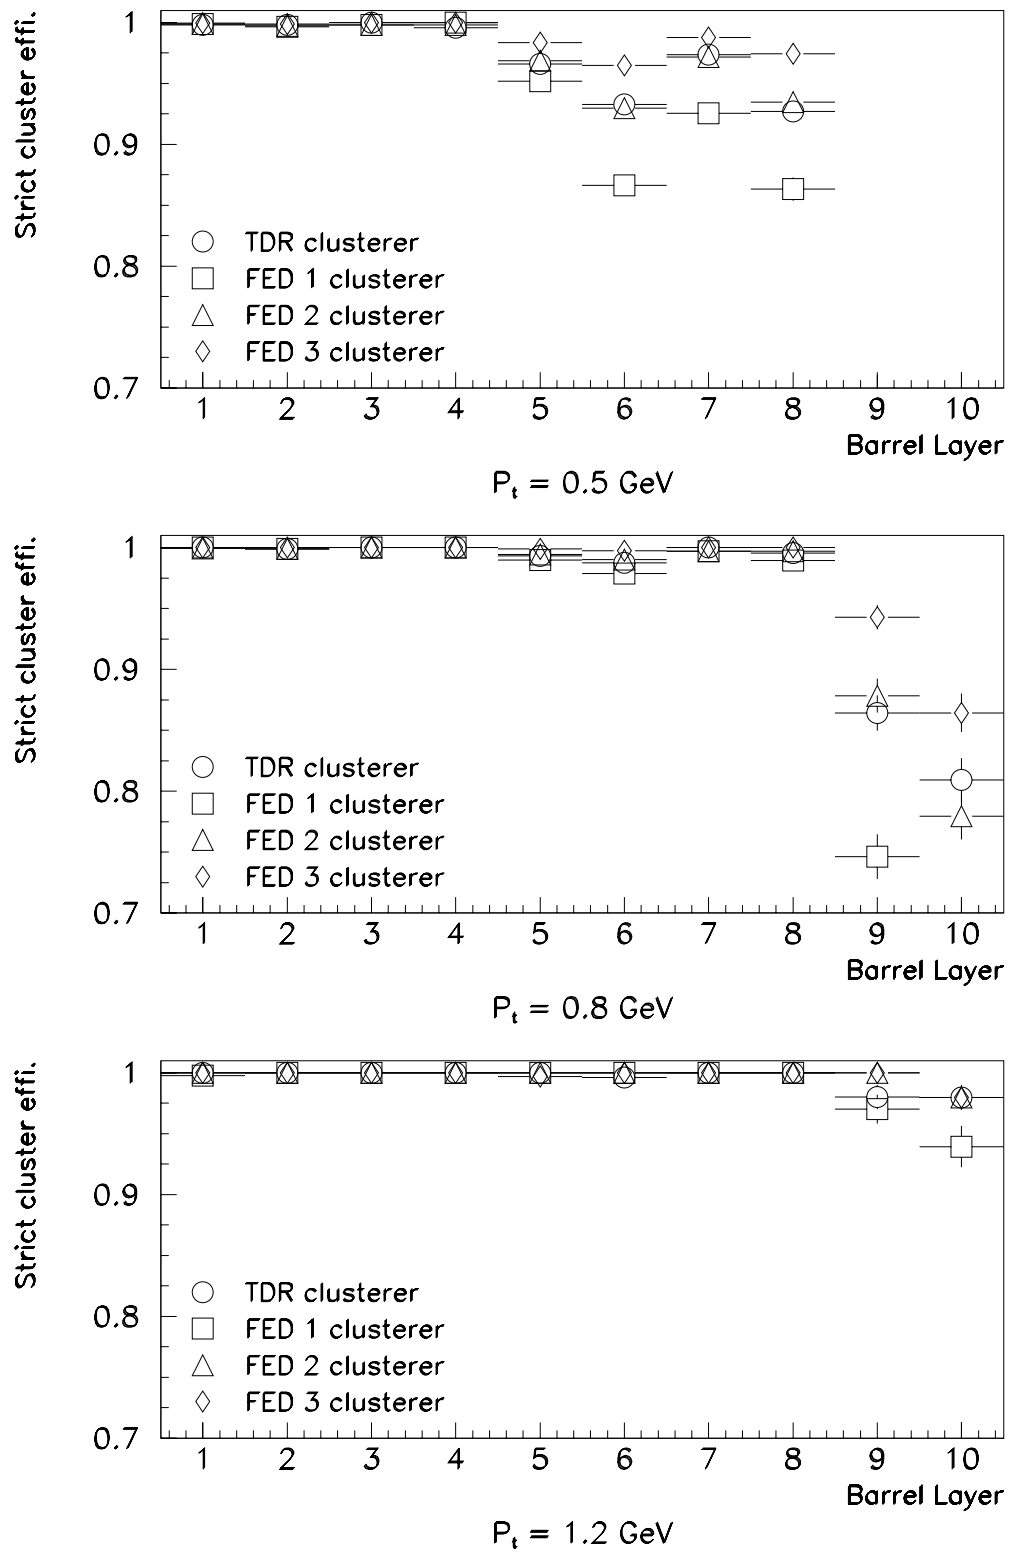 Strict cluster effi.
1
0.9
0.8
0.7
TDR clusterer
FED 1 clusterer
FED 2 clusterer
FED 3 clusterer
1 2 3 4 5 6 7 8 9 10
Barrel Layer
Pt = 0.5 GeV
Strict cluster effi.
1
0.9
0.8
0.7
TDR clusterer
FED 1 clusterer
FED 2 clusterer
FED 3 clusterer
1 2 3 4 5 6 7 8 9 10
Barrel Layer
Pt = 0.8 GeV
Strict cluster effi.
1
0.9
0.8
0.7
TDR clusterer
FED 1 clusterer
FED 2 clusterer
FED 3 clusterer
1 2 3 4 5 6 7 8 9 10
Barrel Layer
Pt = 1.2 GeV